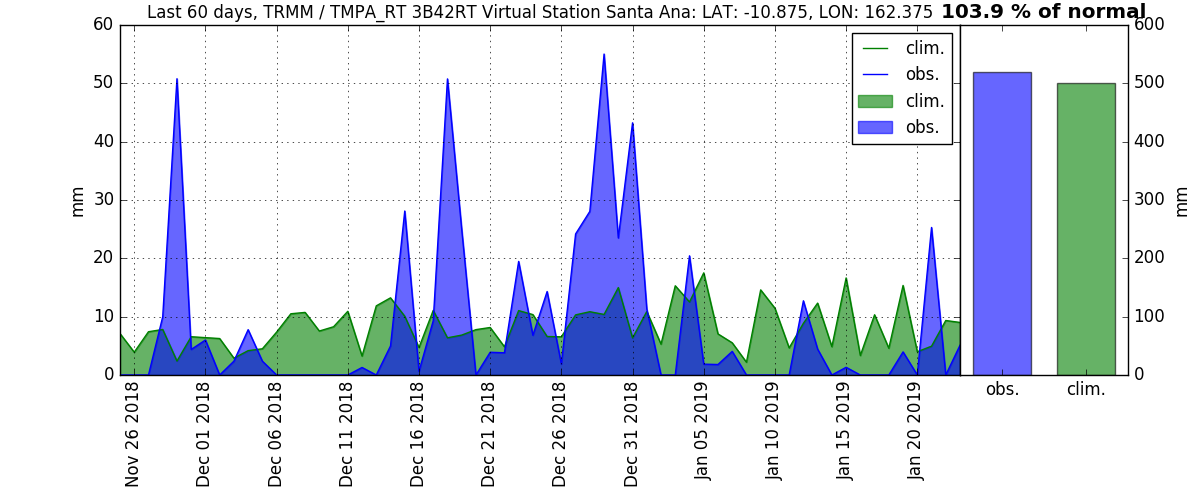 Last 60 days, TRMM / TMPA_RT 3B42RT Virtual Station Santa Ana: LAT: -10.875, LON: 162.375 103.9 % of normal
60
50
40
30
20
10
0
mm
clim.
obs.
clim.
obs.
600
500
400
300
200
100
0
mm
obs.
clim.
Nov 26 2018
Dec 01 2018
Dec 06 2018
Dec 11 2018
Dec 16 2018
Dec 21 2018
Dec 26 2018
Dec 31 2018
Jan 05 2019
Jan 10 2019
Jan 15 2019
Jan 20 2019